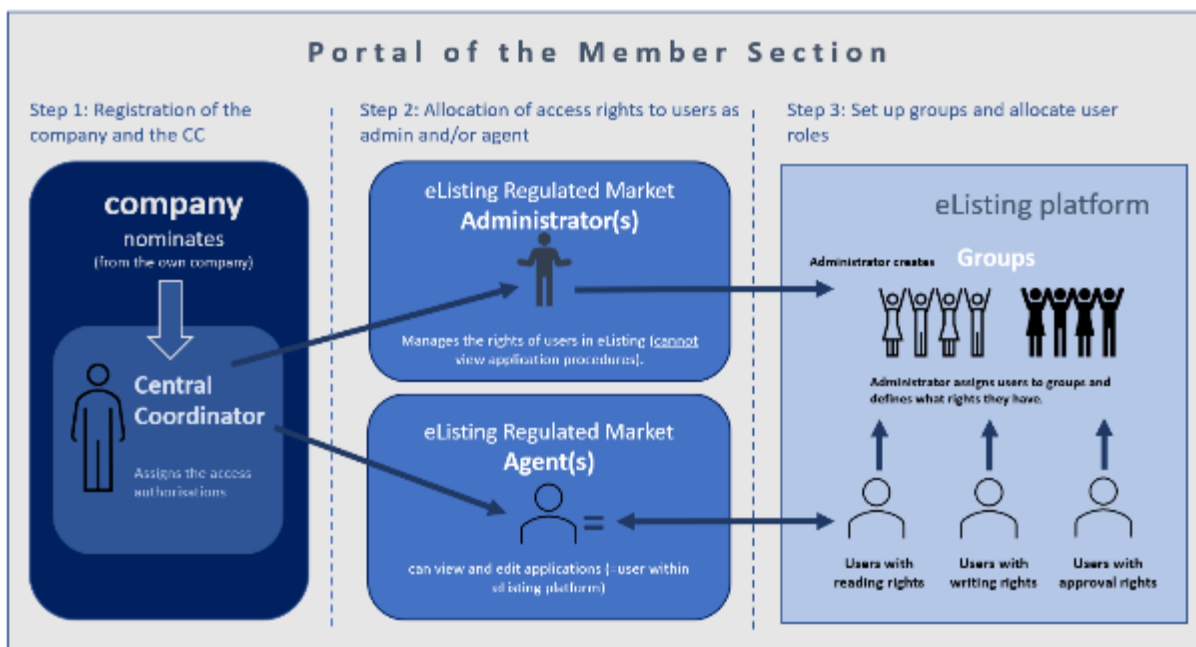 Portal of the Member Section
Step 1: Registration of the
company and the CC
company
nominates
(from the own company)
Central
Coordinator
Assigns the access
authorisations
Step 2: Allocation of access rights to users as
admin and/or agent
eListing Regulated Market
Administrator(s)
Manages the rights of users in eListing (cannot
view application procedures).
eListing Regulated Market
Agent(s)
=
can view and edit applications (=user within
eListing platform)
Step 3: Set up groups and allocate user
roles
eListing platform
Administrator creates Groups
Administrator assigns users to groups and
defines what rights they have.
Users with
reading rights
Users with
writing rights
Users with
approval rights